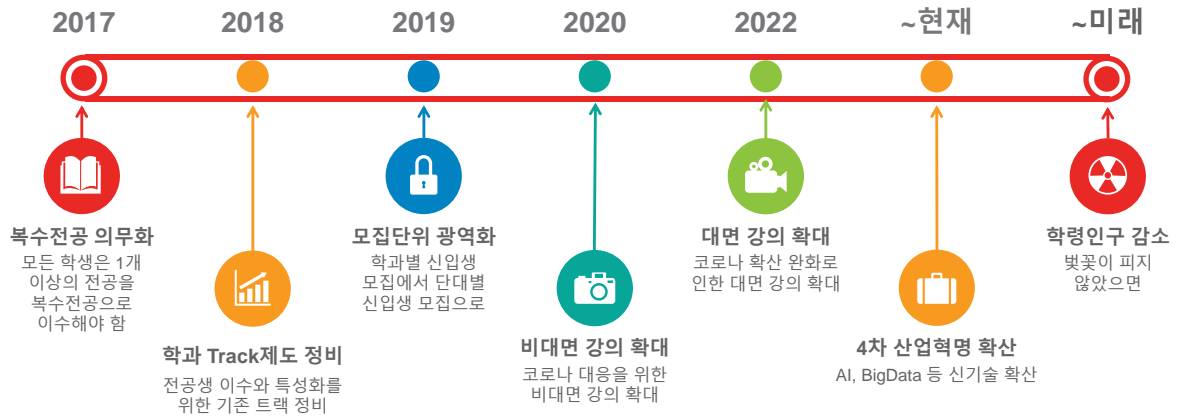 2017
2018
2019
2020
2022
~현재
~미래
복수전공 의무화
모든 학생은 1개
이상의 전공을
복수전공으로
이수해야 함
학과 Track제도 정비
전공생 이수와 특성화를
위한 기존 트랙 정비
모집단위 광역화
학과별 신입생
모집에서 단대별
신입생 모집으로
비대면 강의 확대
코로나 대응을 위한
비대면 강의 확대
대면 강의 확대
코로나 확산 완화로
인한 대면 강의 확대
4차 산업혁명 확산
AI, BigData 등 신기술 확산
학령인구 감소
벚꽃이 피지
않았으면